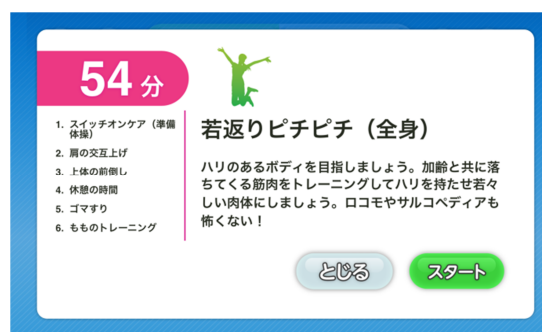 54 分
1. スイッチオンケア（準備
体操）
2. 肩の交互上げ
3. 上体の前倒し
4. 休憩の時間
5. ゴマすり
6. もものトレーニング
若返りピチピチ（全身）
ハリのあるボディを目指しましょう。加齢と共に落
ちてくる筋肉をトレーニングしてハリを持たせ若々
しい肉体にしましょう。ロコモやサルコペディアも
怖くない！
とじる
スタート